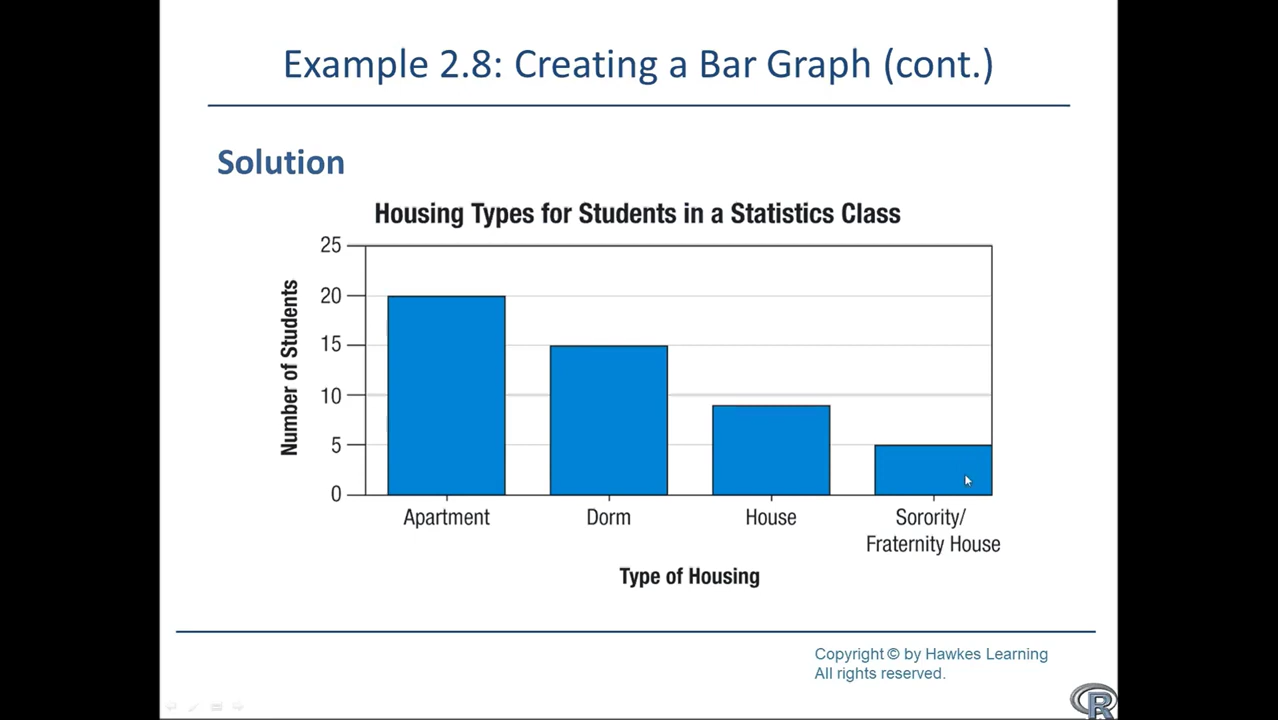 Example 2.8: Creating a Bar Graph (cont.)
Solution
Housing Types for Students in a Statistics Class
Number of Students
25
20
15
10
5
0
Apartment
Dorm
House
Sorority/
Fraternity House
Type of Housing
Copyright © by Hawkes Learning
All rights reserved.
R